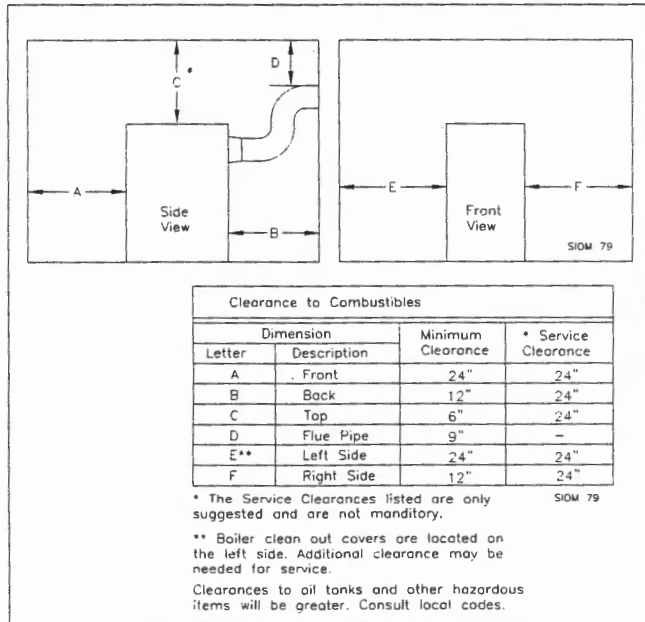 C *
D
A
Side
View
B
E
Front
View
F
SIOM 79
Clearance to Combustibles
Dimension Minimum Clearance * Service Clearance
Letter Description
A . Front 24" 24"
B Back 12" 24"
C Top 6" 24"
D Flue Pipe 9" –
E** Left Side 24" 24"
F Right Side 12" 24"
* The Service Clearances listed are only SIOM 79
suggested and are not manditory.
** Boiler clean out covers are located on
the left side. Additional clearance may be
needed for service.
Clearances to oil tanks and other hazardous
items will be greater. Consult local codes.